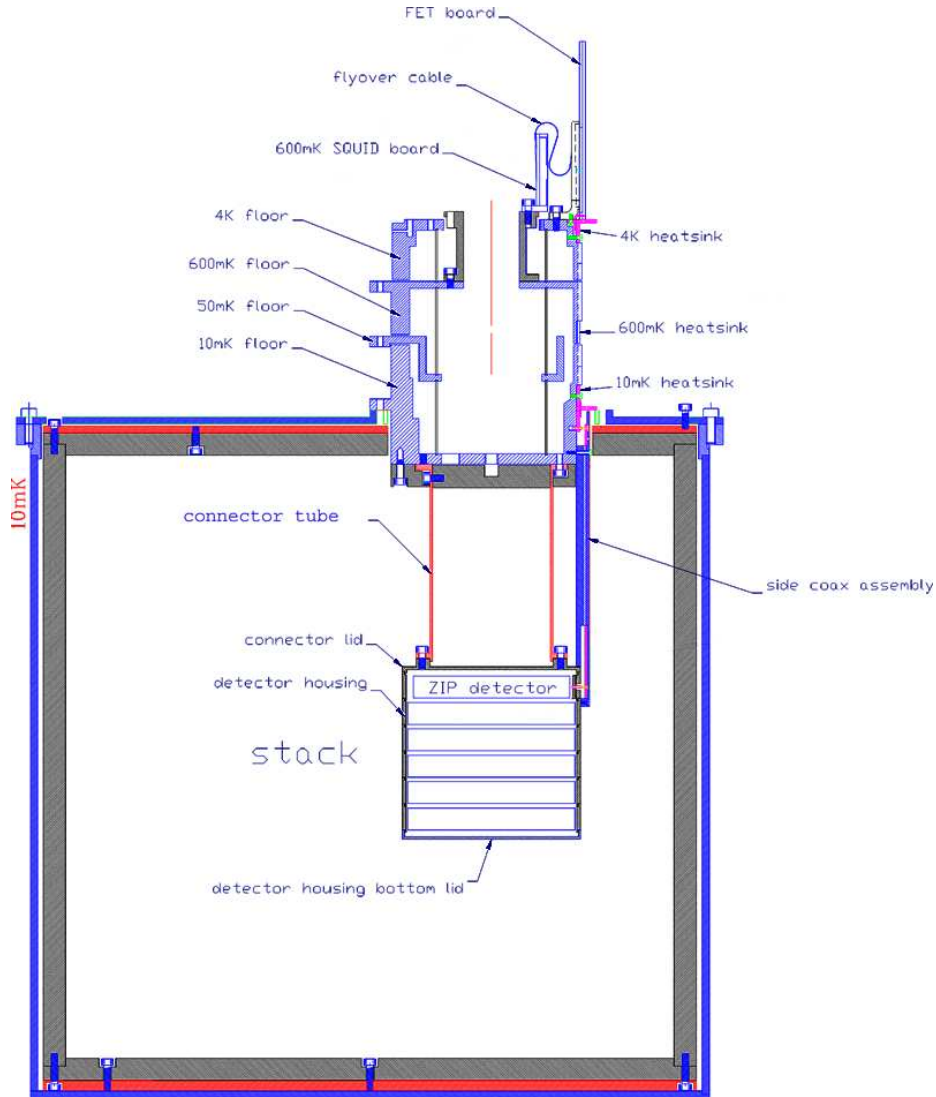 FET board
flyover cable
600mK SQUID board
4K floor
4K heatsink
600mK floor
50mK floor
600mK heatsink
10mK floor
10mK heatsink
10mK
connector tube
side coax assembly
connector lid
detector housing
ZIP detector
stack
detector housing bottom lid